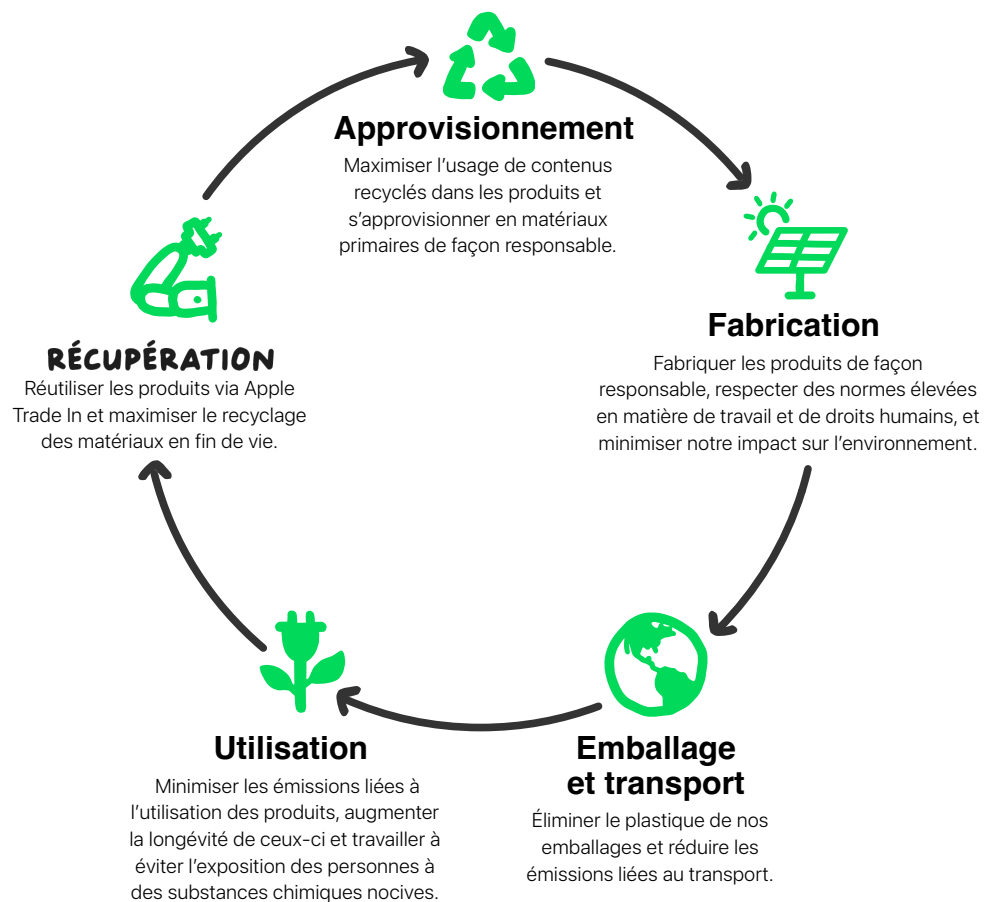 Approvisionnement
Maximiser l’usage de contenus
recyclés dans les produits et
s’approvisionner en matériaux
primaires de façon responsable.
Fabrication
Fabriquer les produits de façon
responsable, respecter des normes élevées
en matière de travail et de droits humains, et
minimiser notre impact sur l’environnement.
Emballage
et transport
Éliminer le plastique de nos
emballages et réduire les
émissions liées au transport.
Utilisation
Minimiser les émissions liées à
l’utilisation des produits, augmenter
la longévité de ceux-ci et travailler à
éviter l’exposition des personnes à
des substances chimiques nocives.
RÉCUPÉRATION
Réutiliser les produits via Apple
Trade In et maximiser le recyclage
des matériaux en fin de vie.